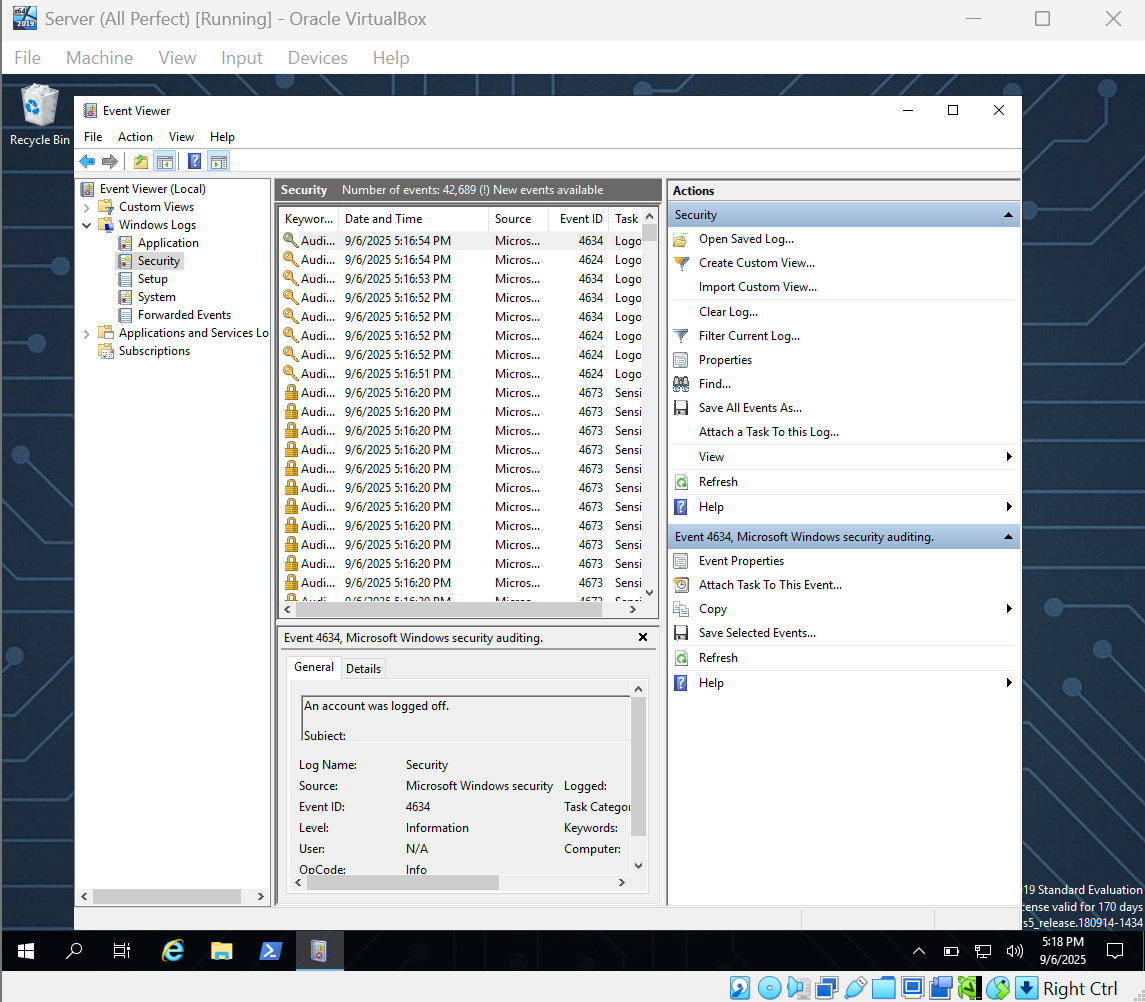 Server (All Perfect) [Running] - Oracle VirtualBox
File Machine View Input Devices Help
Recycle Bin
Event Viewer
File Action View Help
Event Viewer (Local)
Custom Views
Windows Logs
Application
Security
Setup
System
Forwarded Events
Applications and Services Lo
Subscriptions
Security Number of events: 42,689 (!) New events available
Keywor... Date and Time Source Event ID Task
Audi... 9/6/2025 5:16:54 PM Micros... 4634 Logo
Audi... 9/6/2025 5:16:54 PM Micros... 4624 Logo
Audi... 9/6/2025 5:16:53 PM Micros... 4634 Logo
Audi... 9/6/2025 5:16:52 PM Micros... 4634 Logo
Audi... 9/6/2025 5:16:52 PM Micros... 4634 Logo
Audi... 9/6/2025 5:16:52 PM Micros... 4624 Logo
Audi... 9/6/2025 5:16:52 PM Micros... 4624 Logo
Audi... 9/6/2025 5:16:51 PM Micros... 4624 Logo
Audi... 9/6/2025 5:16:20 PM Micros... 4673 Sensi
Audi... 9/6/2025 5:16:20 PM Micros... 4673 Sensi
Audi... 9/6/2025 5:16:20 PM Micros... 4673 Sensi
Audi... 9/6/2025 5:16:20 PM Micros... 4673 Sensi
Audi... 9/6/2025 5:16:20 PM Micros... 4673 Sensi
Audi... 9/6/2025 5:16:20 PM Micros... 4673 Sensi
Audi... 9/6/2025 5:16:20 PM Micros... 4673 Sensi
Audi... 9/6/2025 5:16:20 PM Micros... 4673 Sensi
Audi... 9/6/2025 5:16:20 PM Micros... 4673 Sensi
Audi... 9/6/2025 5:16:20 PM Micros... 4673 Sensi
Audi... 9/6/2025 5:16:20 PM Micros... 4673 Sensi
Audi... 9/6/2025 5:16:20 PM Micros... 4673 Sensi
Event 4634, Microsoft Windows security auditing.
General Details
An account was logged off.
Subject:
Log Name: Security
Source: Microsoft Windows security Logged:
Event ID: 4634 Task Categor
Level: Information Keywords:
User: N/A Computer:
OpCode: Info
Actions
Security
Open Saved Log...
Create Custom View...
Import Custom View...
Clear Log...
Filter Current Log...
Properties
Find...
Save All Events As...
Attach a Task To this Log...
View
Refresh
Help
Event 4634, Microsoft Windows security auditing.
Event Properties
Attach Task To This Event...
Copy
Save Selected Events...
Refresh
Help
19 Standard Evaluation
cense valid for 170 days
s5_release.180914-1434
5:18 PM
9/6/2025
Right Ctrl